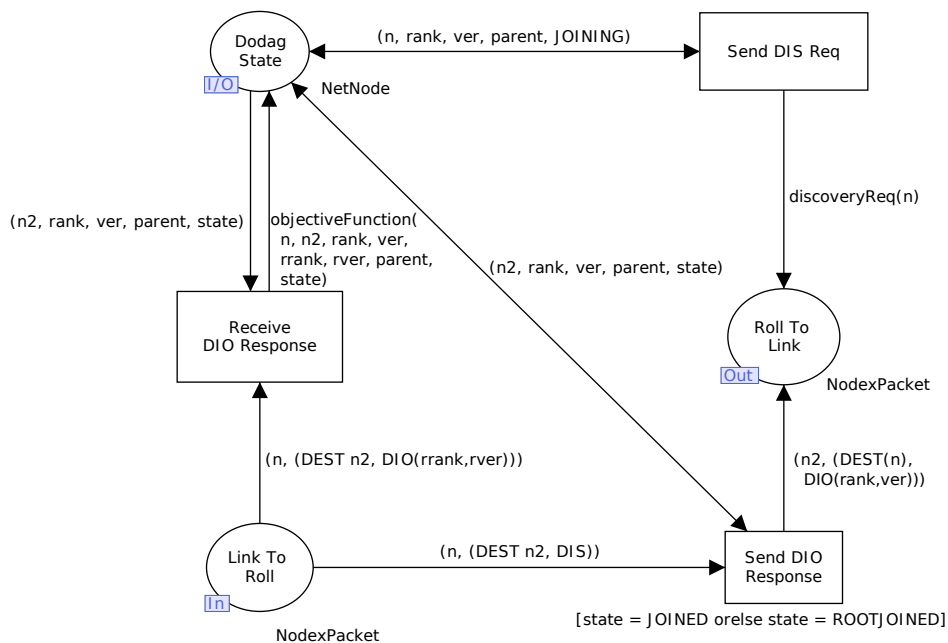 Dodag
State
I/O
NetNode
(n, rank, ver, parent, JOINING)
Send DIS Req
(n2, rank, ver, parent, state)
objectiveFunction(
n, n2, rank, ver,
rrank, rver, parent,
state)
(n2, rank, ver, parent, state)
discoveryReq(n)
Receive
DIO Response
Roll To
Link
Out
NodexPacket
(n, (DEST n2, DIO(rrank,rver)))
(n2, (DEST(n),
DIO(rank,ver)))
Link To
Roll
In
NodexPacket
(n, (DEST n2, DIS))
Send DIO
Response
[state = JOINED orelse state = ROOTJOINED]